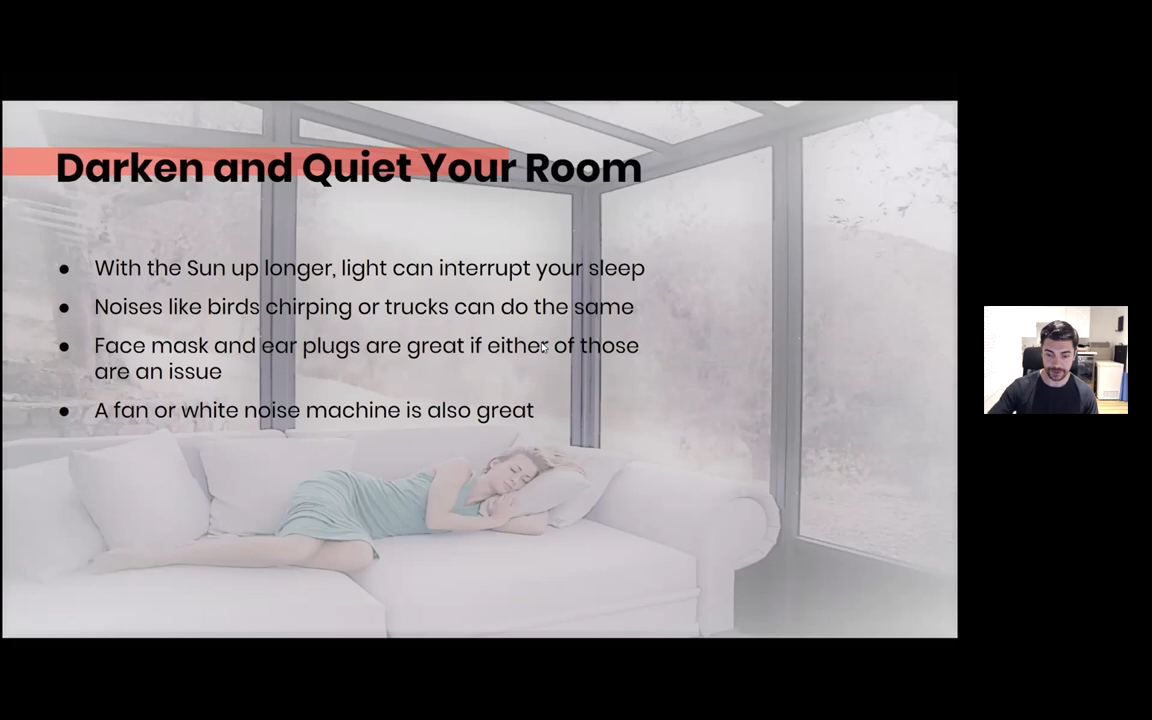 Darken and Quiet Your Room
● With the Sun up longer, light can interrupt your sleep
● Noises like birds chirping or trucks can do the same
● Face mask and ear plugs are great if either of those
are an issue
● A fan or white noise machine is also great